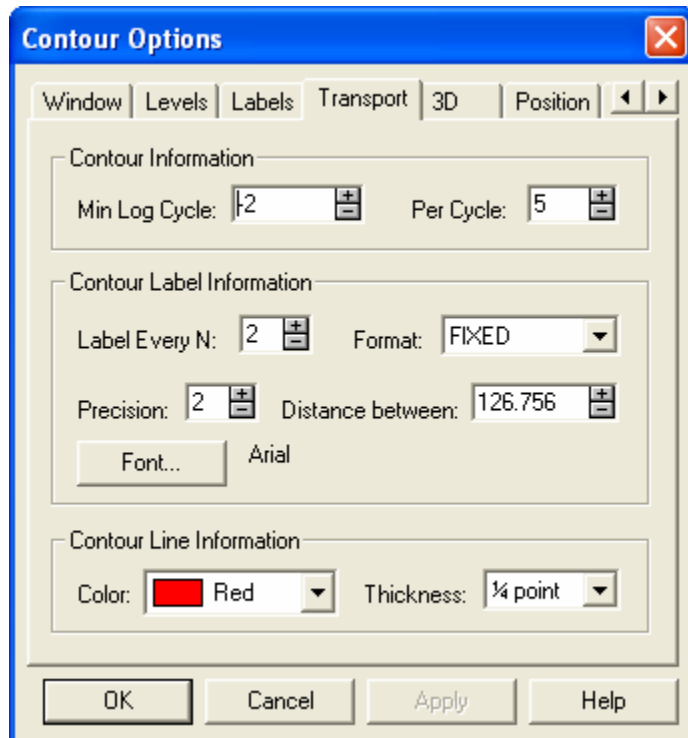 Contour Options
Window Levels Labels Transport 3D Position
Contour Information
Min Log Cycle: -2 Per Cycle: 5
Contour Label Information
Label Every N: 2 Format: FIXED
Precision: 2 Distance between: 126.756
Font... Arial
Contour Line Information
Color: Red Thickness: ¼ point
OK Cancel Apply Help